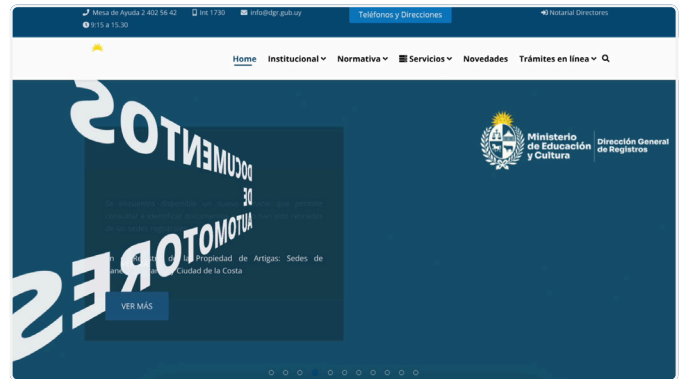 Mesa de Ayuda 2 402 56 42 Int 1730 info@dgr.gub.uy
9:15 a 15.30
Teléfonos y Direcciones
Notarial Directores
Home Institucional Normativa Servicios Novedades Trámites en línea
DOCUMENTOS
DE
AUTOMOTORES
Ministerio
de Educación
y Cultura
Dirección General
de Registros
de la Propiedad de Artigas: Sedes de
Ciudad de la Costa
VER MÁS